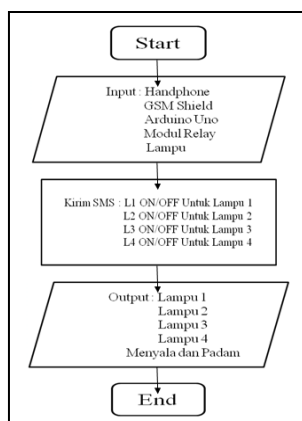 Start
Input : Handphone
GSM Shield
Arduino Uno
Modul Relay
Lampu
Kirim SMS : L1 ON/OFF Untuk Lampu 1
L2 ON/OFF Untuk Lampu 2
L3 ON/OFF Untuk Lampu 3
L4 ON/OFF Untuk Lampu 4
Output : Lampu 1
Lampu 2
Lampu 3
Lampu 4
Menyala dan Padam
End